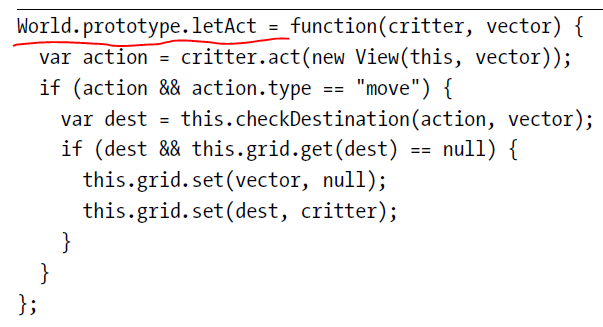 World.prototype.letAct = function(critter, vector) {
  var action = critter.act(new View(this, vector));
  if (action && action.type == "move") {
    var dest = this.checkDestination(action, vector);
    if (dest && this.grid.get(dest) == null) {
      this.grid.set(vector, null);
      this.grid.set(dest, critter);
    }
  }
};